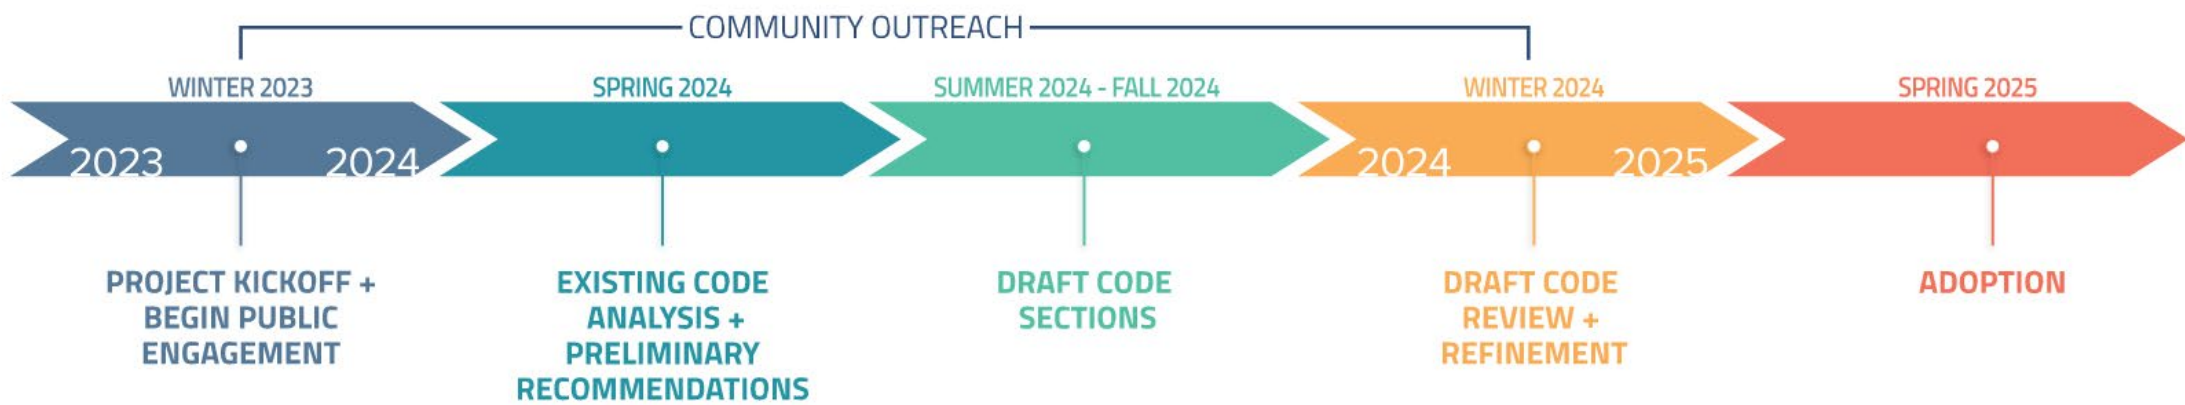 COMMUNITY OUTREACH
WINTER 2023
SPRING 2024
SUMMER 2024 - FALL 2024
WINTER 2024
SPRING 2025
2023
2024
2024
2025
PROJECT KICKOFF +
BEGIN PUBLIC
ENGAGEMENT
EXISTING CODE
ANALYSIS +
PRELIMINARY
RECOMMENDATIONS
DRAFT CODE
SECTIONS
DRAFT CODE
REVIEW +
REFINEMENT
ADOPTION